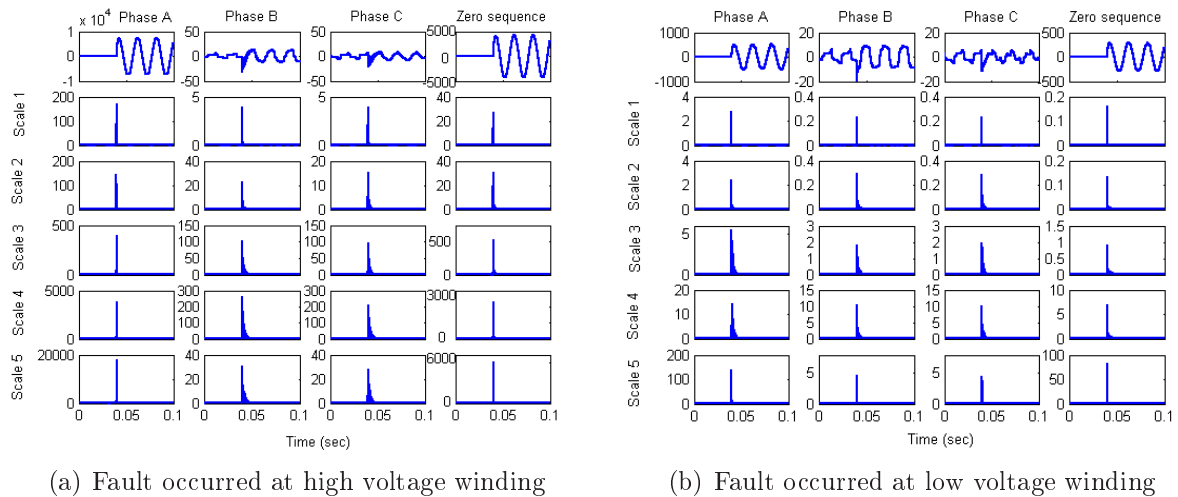 Phase A Phase B Phase C Zero sequence
x 10^4
1 0 -1
50 0 -50
50 0 -50
5000 0 5000
Scale 1
200 100 0
5 0
5 0
40 20 0
Scale 2
200 100 0
40 20 0
40 20 0
40 20 0
Scale 3
500 0
150 100 50 0
150 100 50 0
500 0
Scale 4
5000 0
300 200 100 0
300 200 100 0
3000 0
Scale 5
20000 0
40 20 0
40 20 0
6000 0
0 0.05 0.1 0 0.05 0.1 0 0.05 0.1 0 0.05 0.1
Time (sec)
(a) Fault occurred at high voltage winding
Phase A Phase B Phase C Zero sequence
1000 0 -1000
20 0 -20
20 0 -20
500 0 -500
Scale 1
4 2 0
0.4 0.2 0
0.4 0.2 0
0.2 0.1 0
Scale 2
4 2 0
0.4 0.2 0
0.4 0.2 0
0.2 0.1 0
Scale 3
5 0
3 2 1 0
3 2 1 0
1.5 1 0.5 0
Scale 4
20 10 0
15 10 5 0
15 10 5 0
15 10 5 0
Scale 5
200 100 0
5 0
5 0
100 50 0
0 0.05 0.1 0 0.05 0.1 0 0.05 0.1 0 0.05 0.1
Time (sec)
(b) Fault occurred at low voltage winding